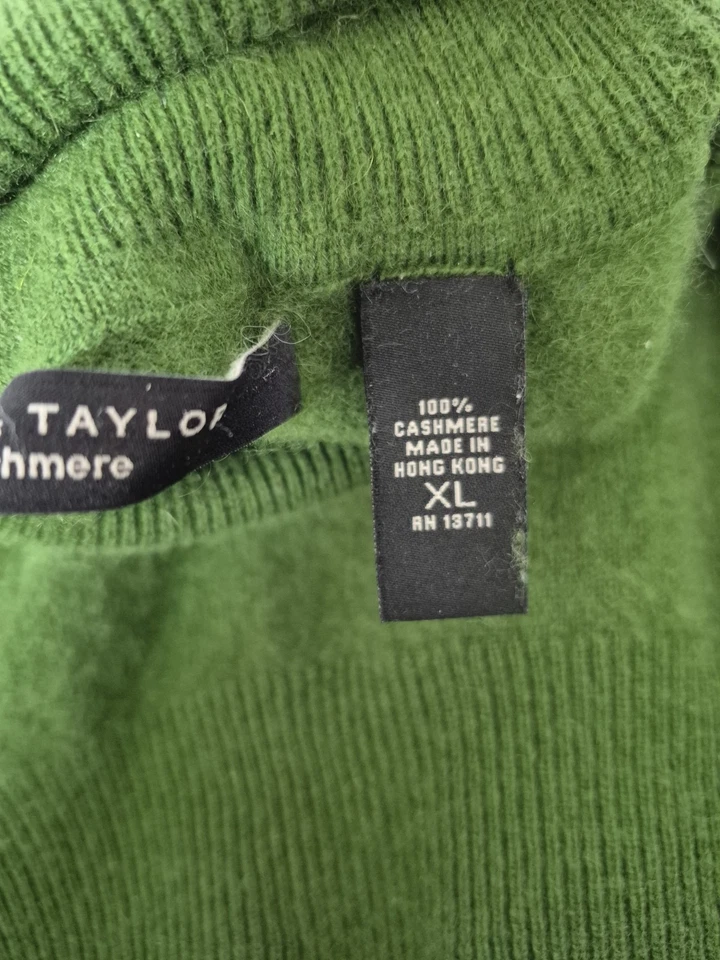 TAYLOR
hmere
100%
CASHMERE
MADE IN
HONG KONG
XL
RN 13711